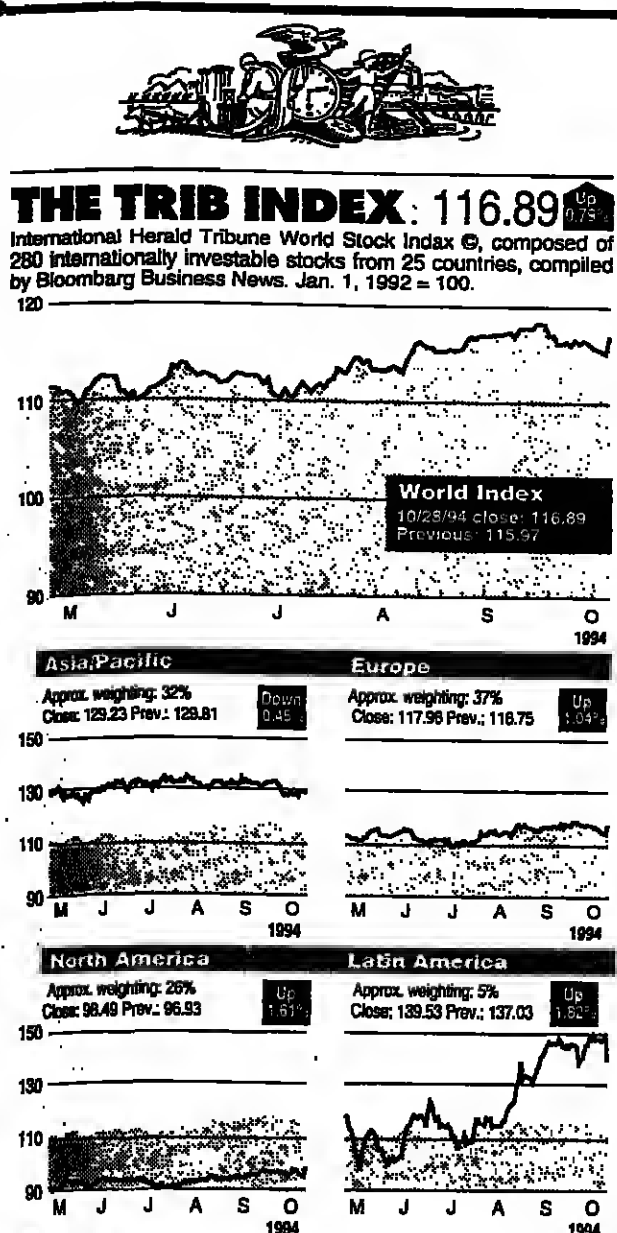 THE TRIB INDEX: 116.89 Up 0.79%
International Herald Tribune World Stock Index ©, composed of
280 internationally investable stocks from 25 countries, compiled
by Bloombarg Business News. Jan. 1, 1992 = 100.
120
110
100
90
World Index
10/28/94 close: 116.89
Previous: 115.97
M J J A S O
1994
Asia/Pacific
Approx. weighting: 32%
Close: 129.23 Prev.: 129.81
Down
0.45%
150
130
110
90
M J J A S O
1994
Europe
Approx. weighting: 37%
Close: 117.96 Prev.: 116.75
Up
1.04%
M J J A S O
1994
North America
Approx. weighting: 26%
Close: 98.49 Prev.: 96.93
Up
1.61%
150
130
110
90
M J J A S O
1994
Latin America
Approx. weighting: 5%
Close: 139.53 Prev.: 137.03
Up
1.82%
M J J A S O
1994